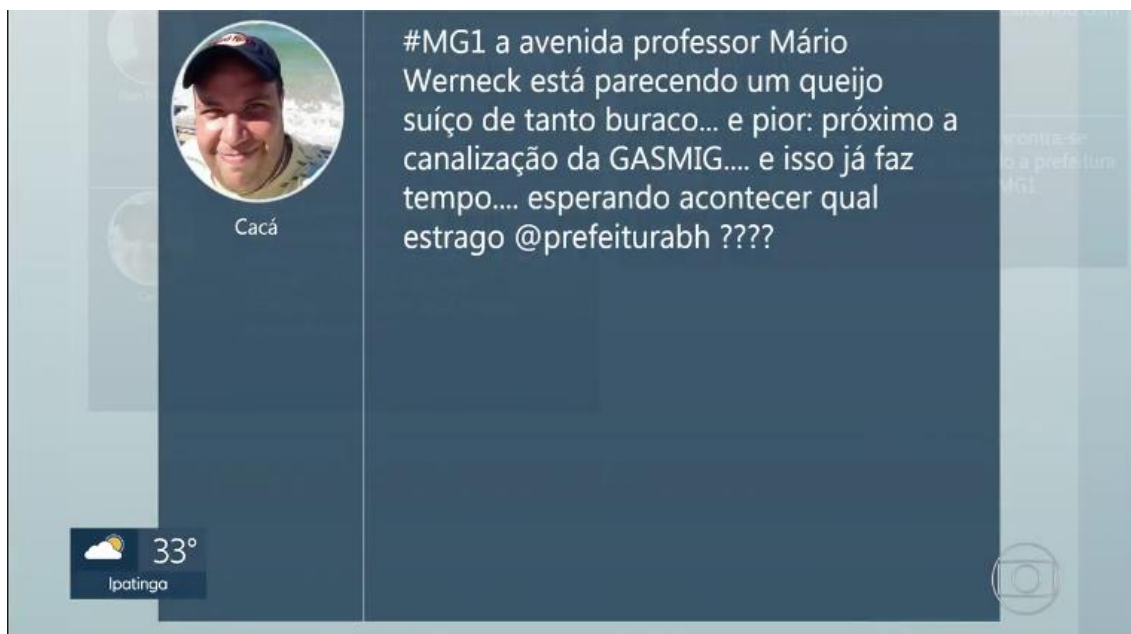 #MG1 a avenida professor Mário
Werneck está parecendo um queijo
suíço de tanto buraco... e pior: próximo a
canalização da GASMIG.... e isso já faz
tempo.... esperando acontecer qual
estrago @prefeiturabh ????
Cacá
33°
Ipatinga